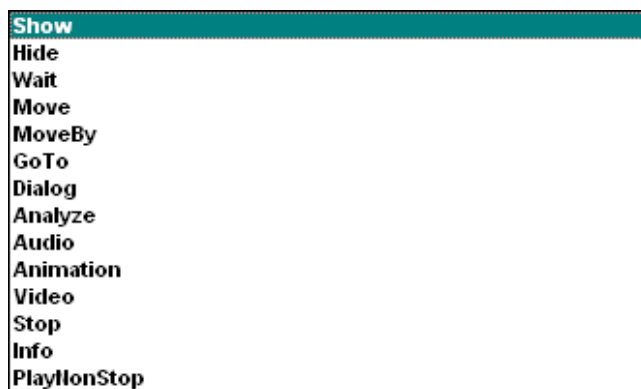 Show
Hide
Wait
Move
MoveBy
GoTo
Dialog
Analyze
Audio
Animation
Video
Stop
Info
PlayNonStop